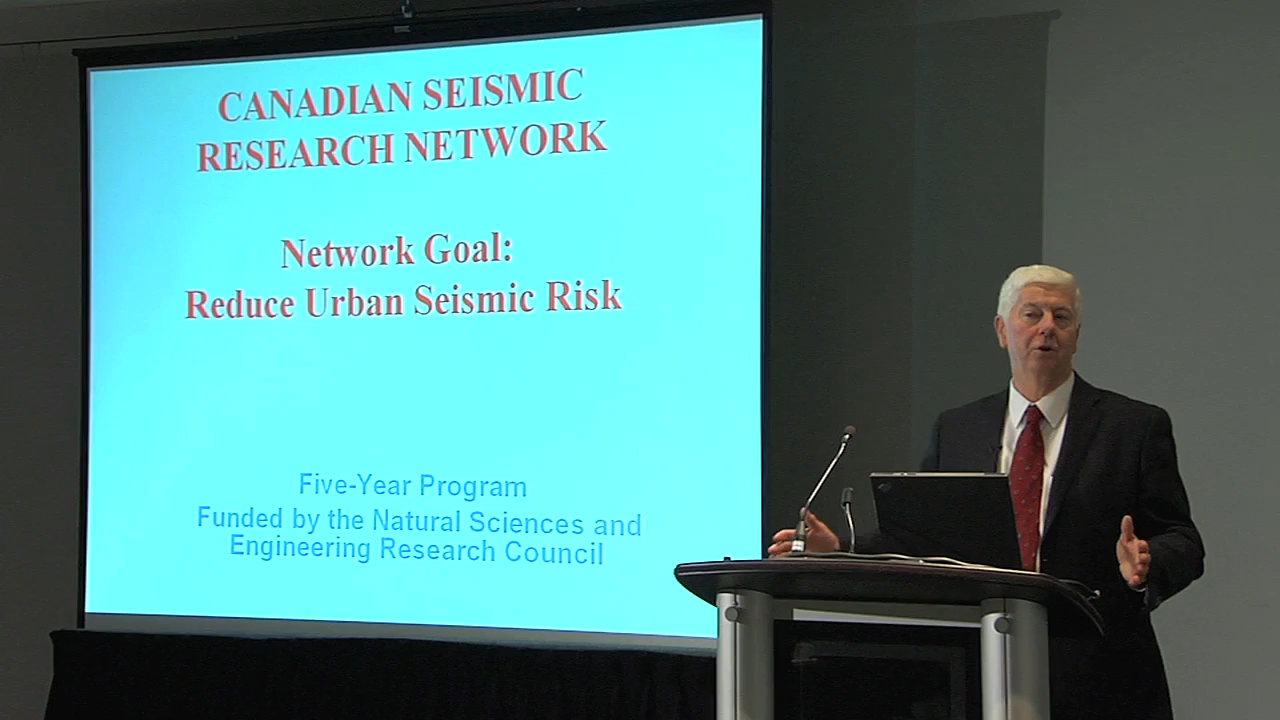 CANADIAN SEISMIC
RESEARCH NETWORK
Network Goal:
Reduce Urban Seismic Risk
Five-Year Program
Funded by the Natural Sciences and
Engineering Research Council